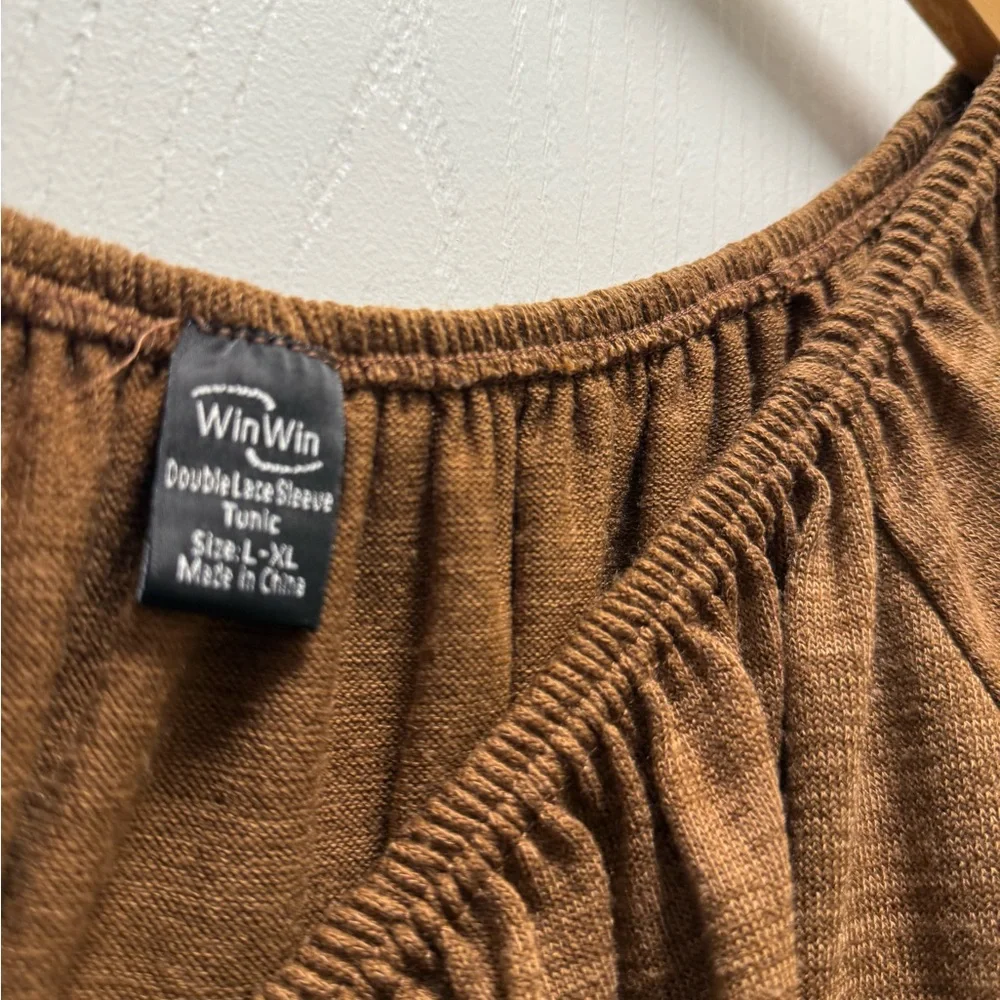 WinWin
Double Lace Sleeve
Tunic
Size: L-XL
Made in China